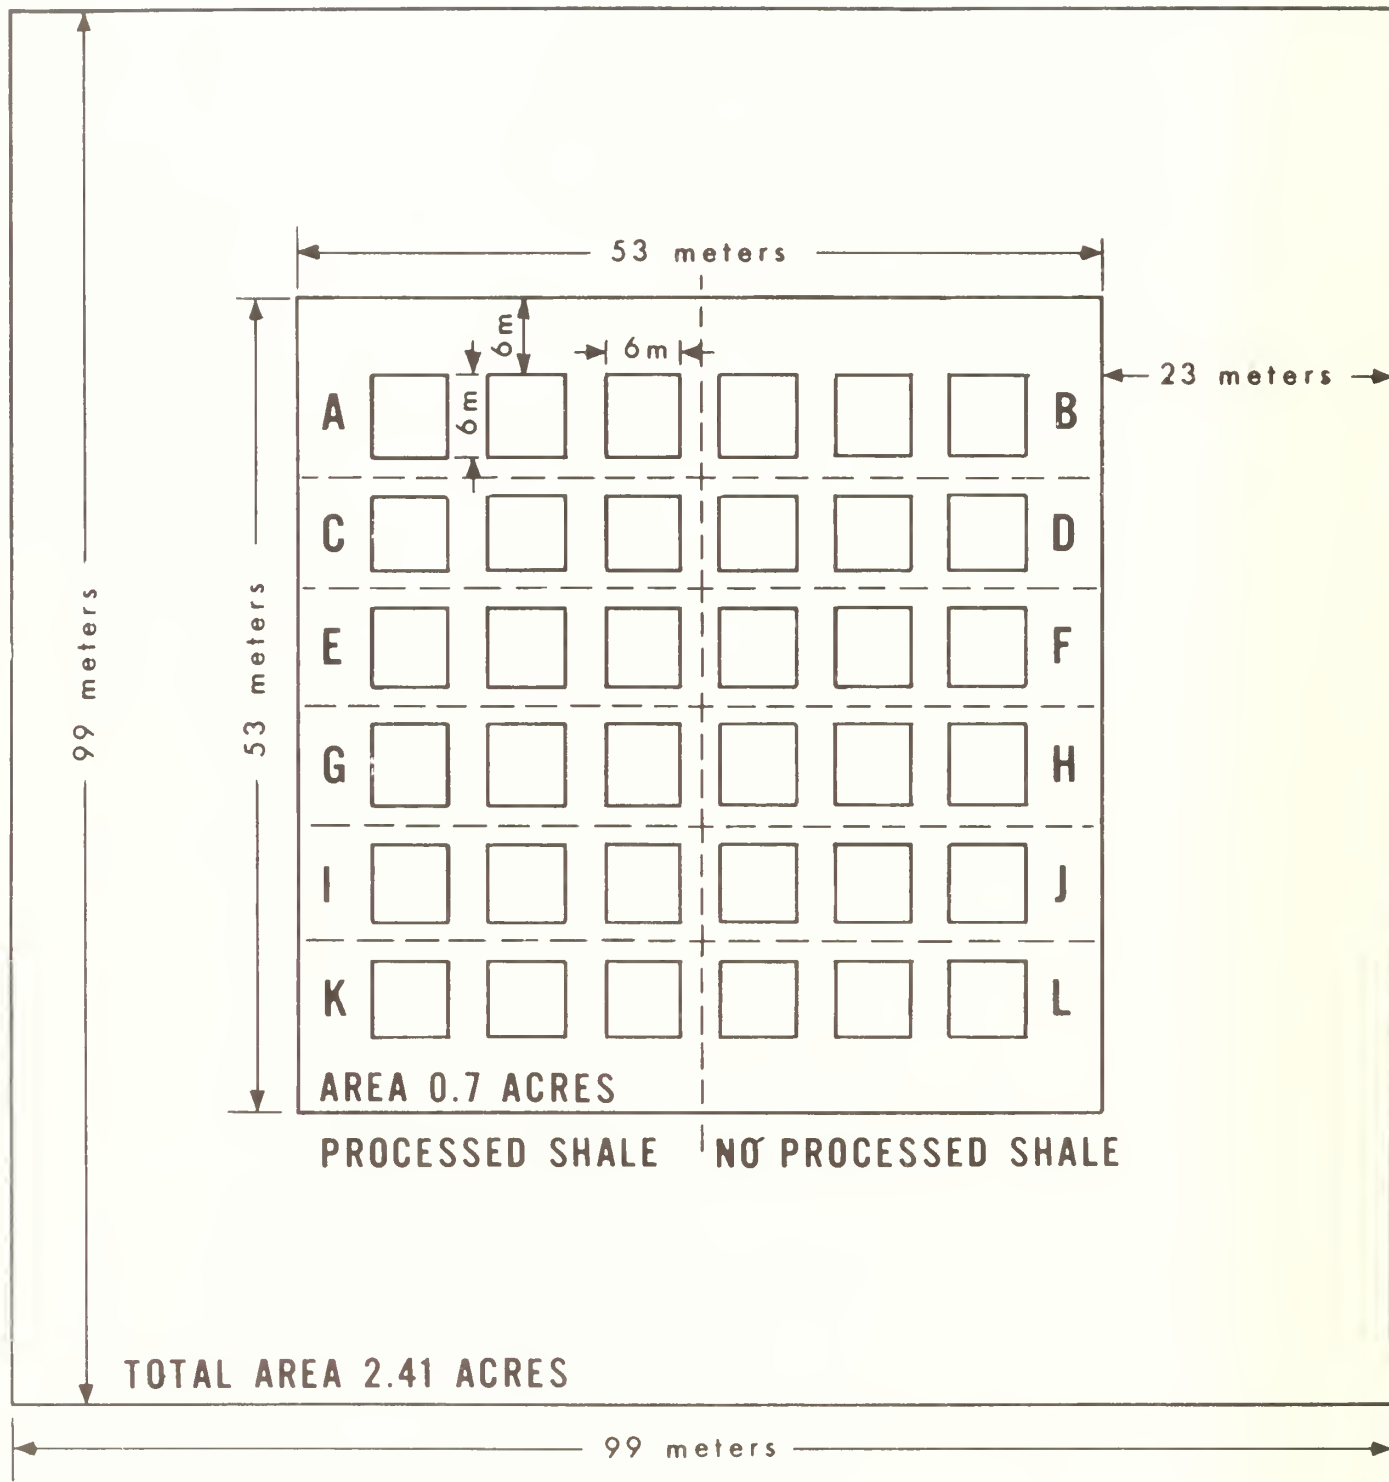 53 meters
6m
6m
23 meters
6m
A
B
C
D
99 meters
53 meters
E
F
G
H
I
J
K
L
AREA 0.7 ACRES
PROCESSED SHALE
NO PROCESSED SHALE
TOTAL AREA 2.41 ACRES
99 meters